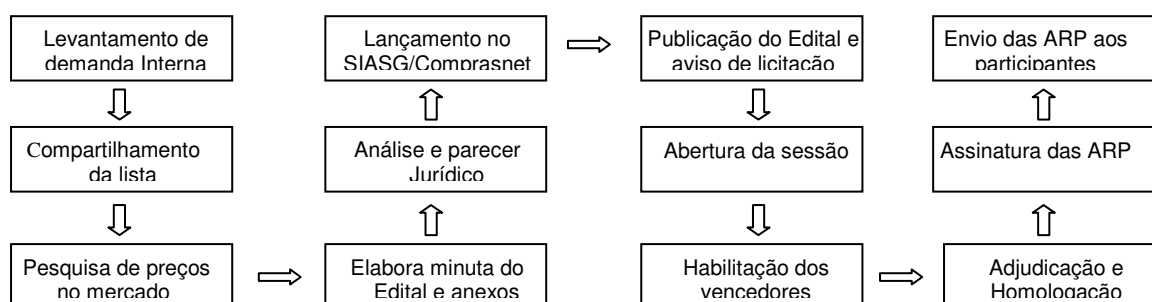 Levantamento de
demanda Interna
Compartilhamento
da lista
Pesquisa de preços
no mercado
Elabora minuta do
Edital e anexos
Análise e parecer
Jurídico
Lançamento no
SIASG/Comprasnet
Publicação do Edital e
aviso de licitação
Abertura da sessão
Habilitação dos
vencedores
Adjudicação e
Homologação
Assinatura das ARP
Envio das ARP aos
participantes